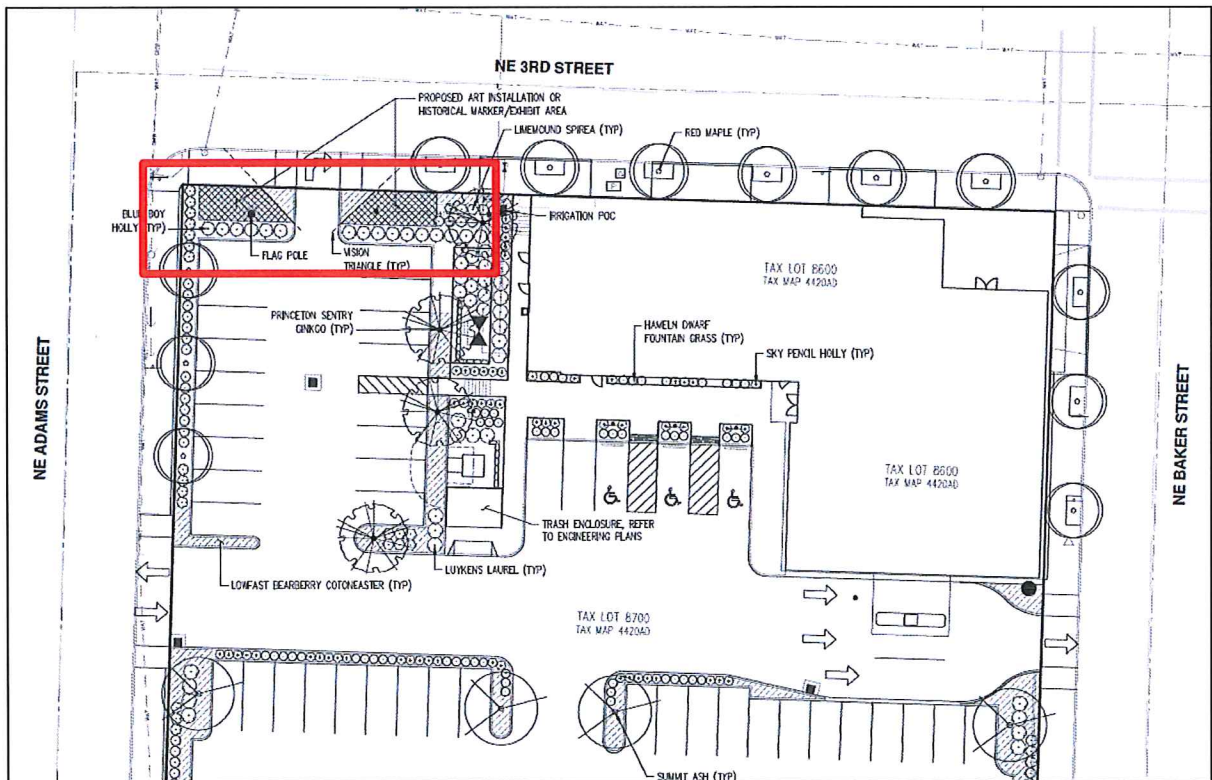 NE 3RD STREET
PROPOSED ART INSTALLATION OR
HISTORICAL MARKER/EXHIBIT AREA
LIMEMOUND SPIREA (TYP)
RED MAPLE (TYP)
BLUE BOY
HOLLY (TYP)
FLAG POLE
VISION
TRIANGLE (TYP)
IRRIGATION POC
TAX LOT 8600
TAX MAP 4420AD
PRINCETON SENTRY
GINKGO (TYP)
HAMELN DWARF
FOUNTAIN GRASS (TYP)
SKY PENCIL HOLLY (TYP)
NE ADAMS STREET
NE BAKER STREET
TAX LOT 8600
TAX MAP 4420AD
TRASH ENCLOSURE, REFER
TO ENGINEERING PLANS
LOWFAST BEARBERRY COTONEASTER (TYP)
LUYKENS LAUREL (TYP)
TAX LOT 8700
TAX MAP 4420AD
SUMMIT ASH (TYP)